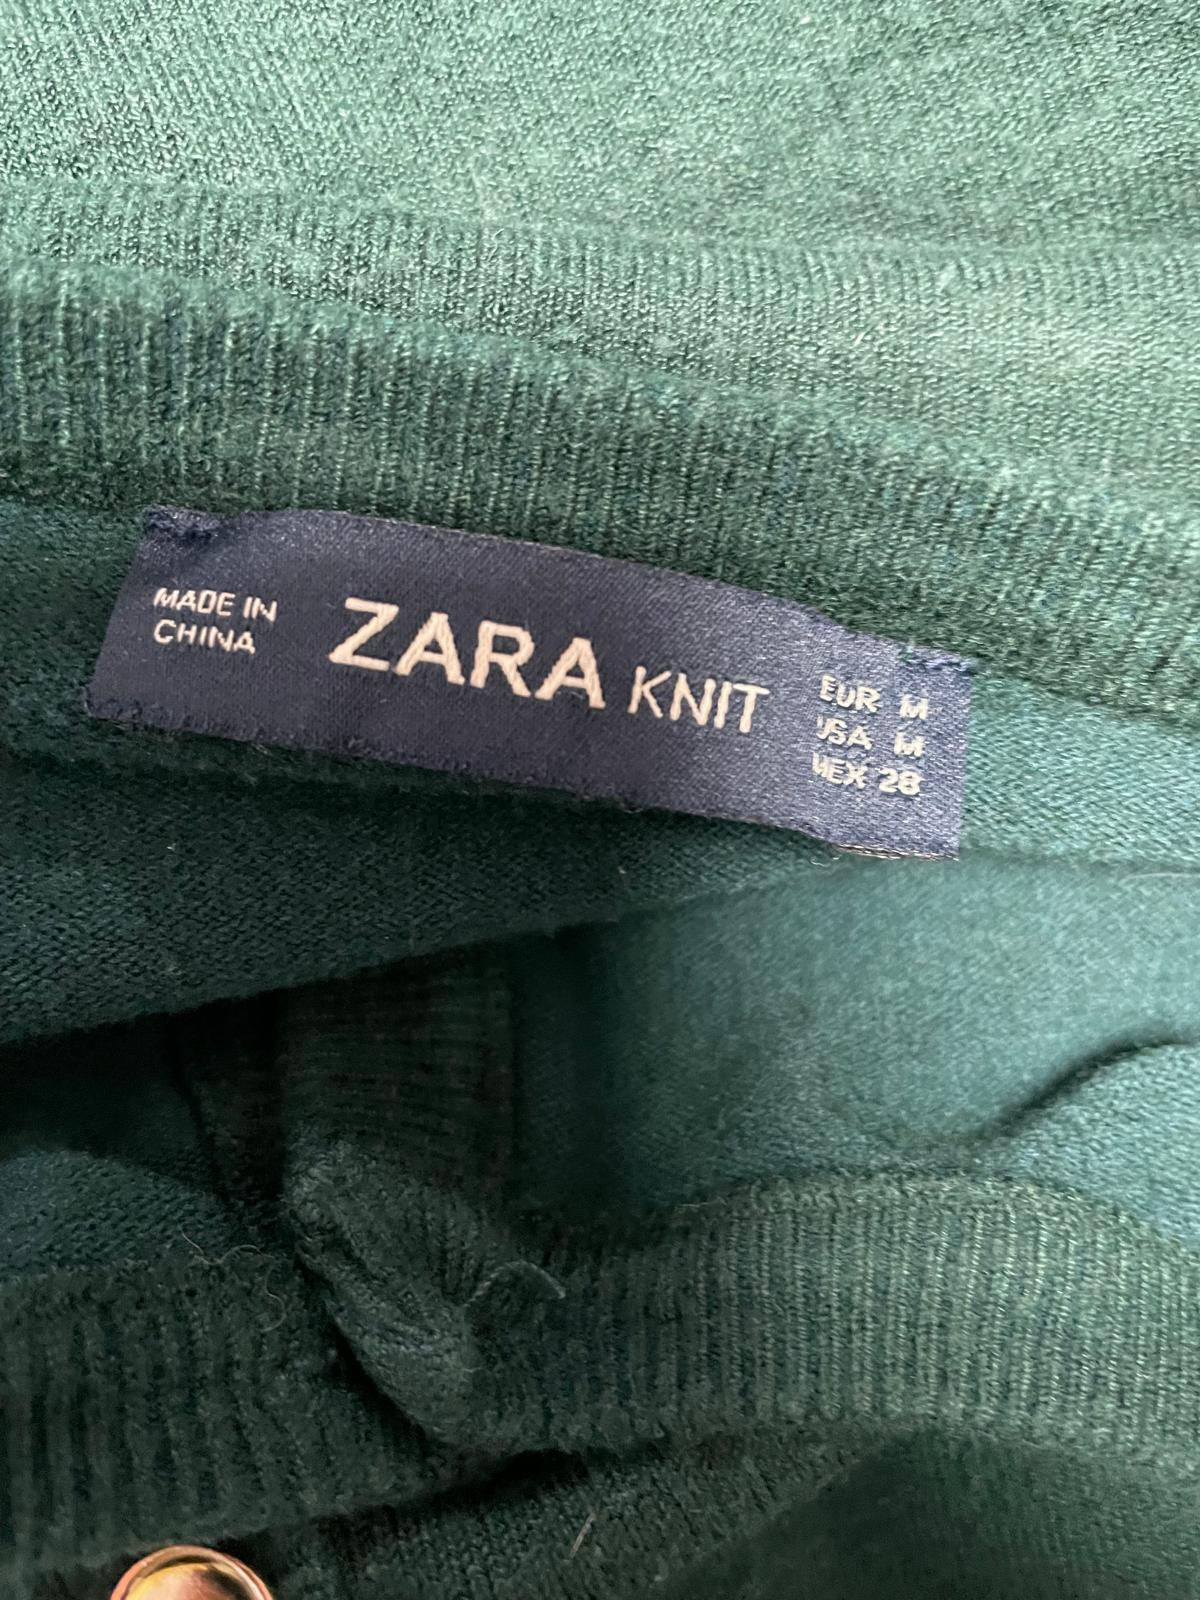 MADE IN
CHINA
ZARA KNIT
EUR M
USA M
MEX 28